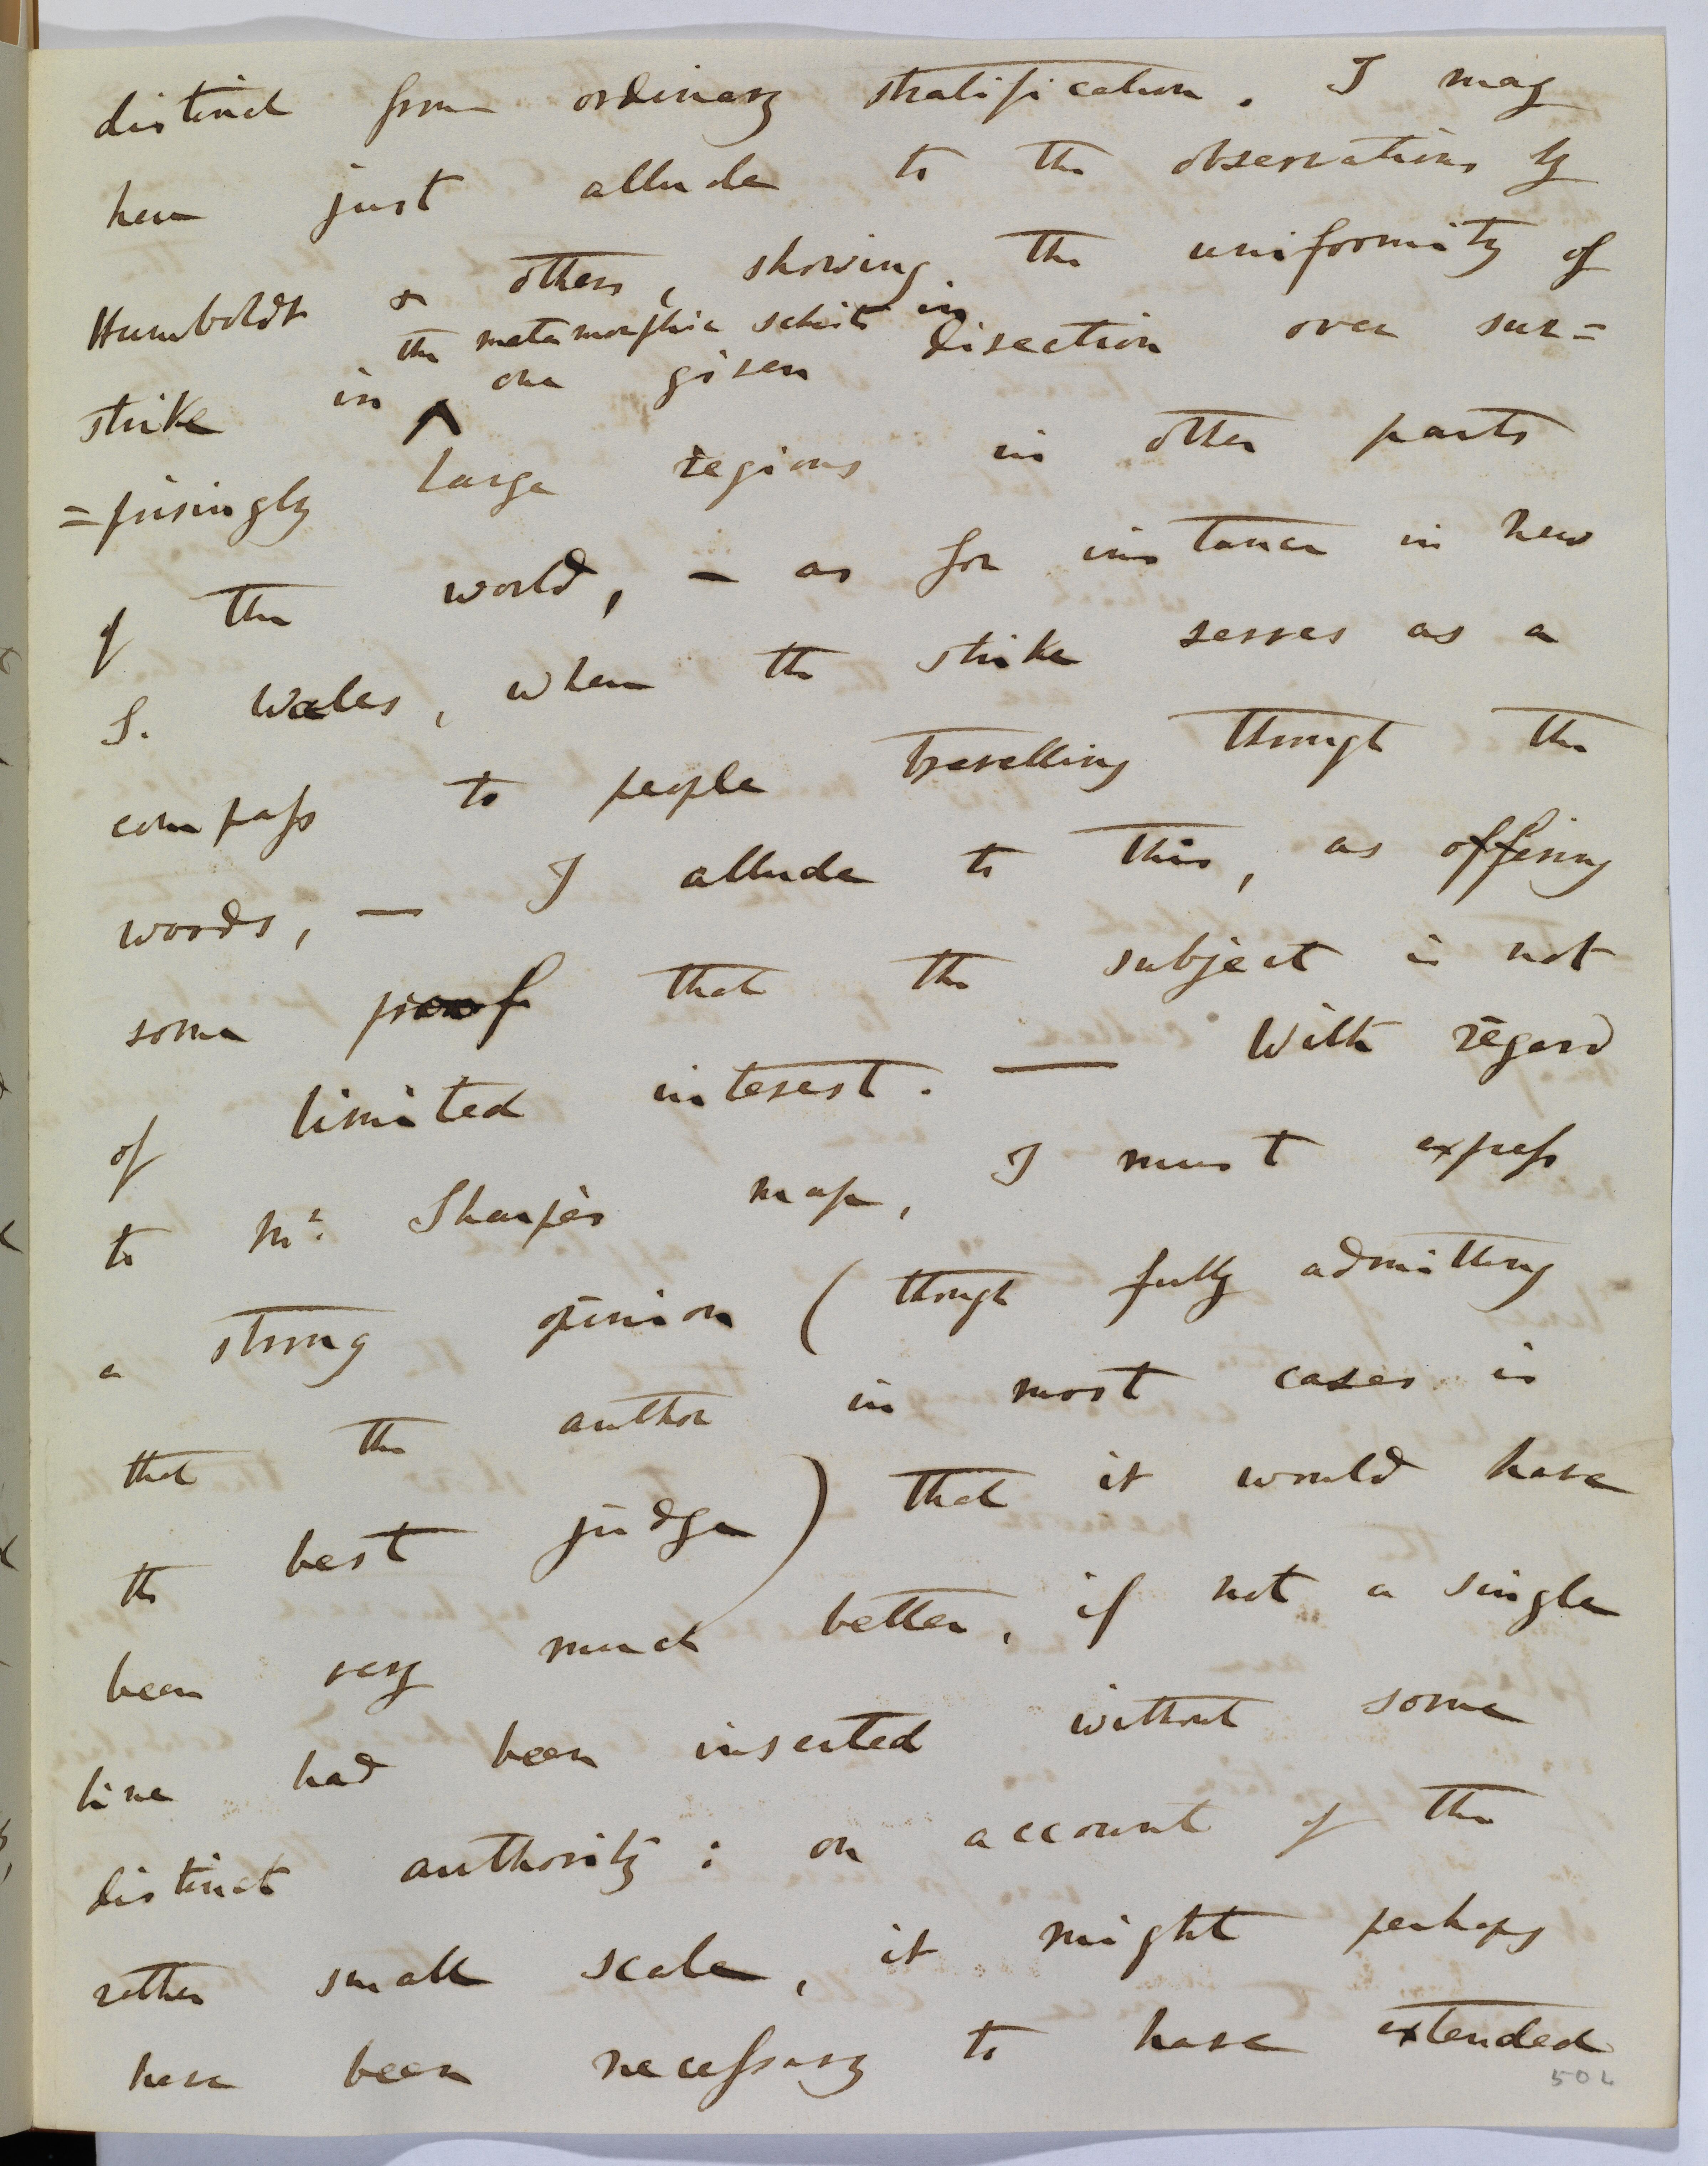 distinct from ordinary stratification. I may
here just allude to the observations by
Humboldt & others, showing the uniformity of
the metamorphic schists in
strike in one given direction over sur=
=prisingly large regions in other parts
of the world, — as for instance in New
S. Wales, where the strike serves as a
compass to people travelling through the
woods, — I allude to this, as offering
some proof that the subject is not
of limited interest. — With regard
to Mr. Sharpe's map, I must express
a strong opinion (though fully admitting
that the author in most cases is
the best judge) that it would have
been very much better, if not a single
line had been inserted without some
distinct authority: on account of the
rather small scale, it might perhaps
have been necessary to have extended
502